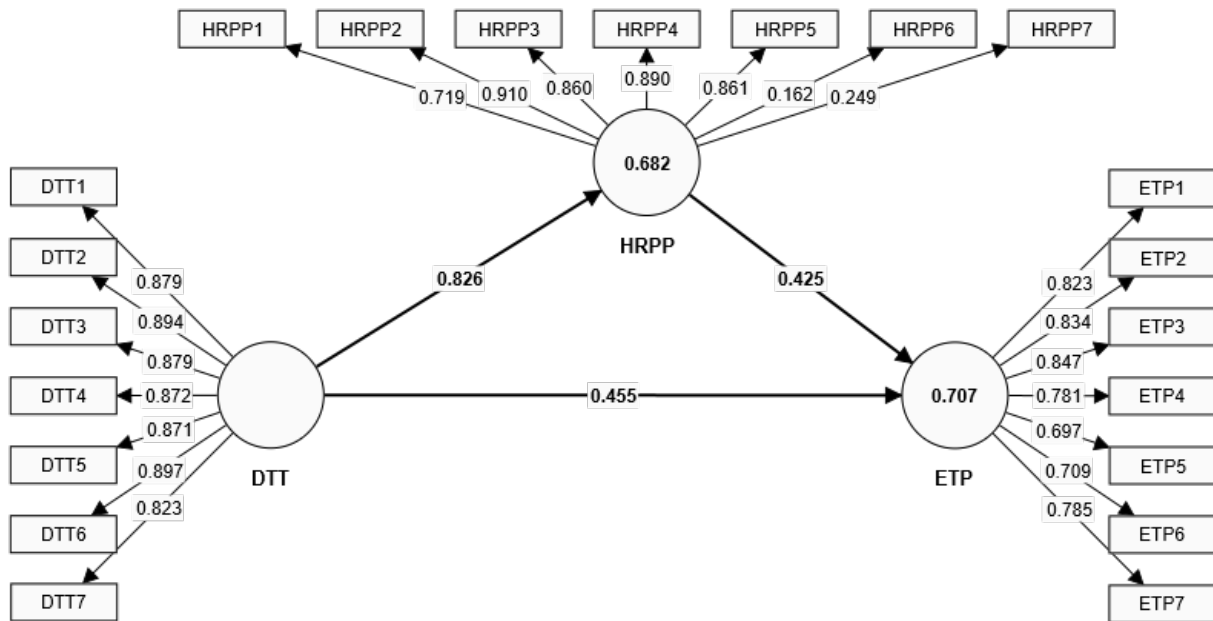 HRPP1 HRPP2 HRPP3 HRPP4 HRPP5 HRPP6 HRPP7
0.719 0.910 0.860 0.890 0.861 0.162 0.249
0.682
HRPP
DTT1
DTT2
DTT3
DTT4
DTT5
DTT6
DTT7
0.879
0.894
0.879
0.872
0.871
0.897
0.823
DTT
0.826
0.425
0.455
0.707
ETP
0.823
0.834
0.847
0.781
0.697
0.709
0.785
ETP1
ETP2
ETP3
ETP4
ETP5
ETP6
ETP7